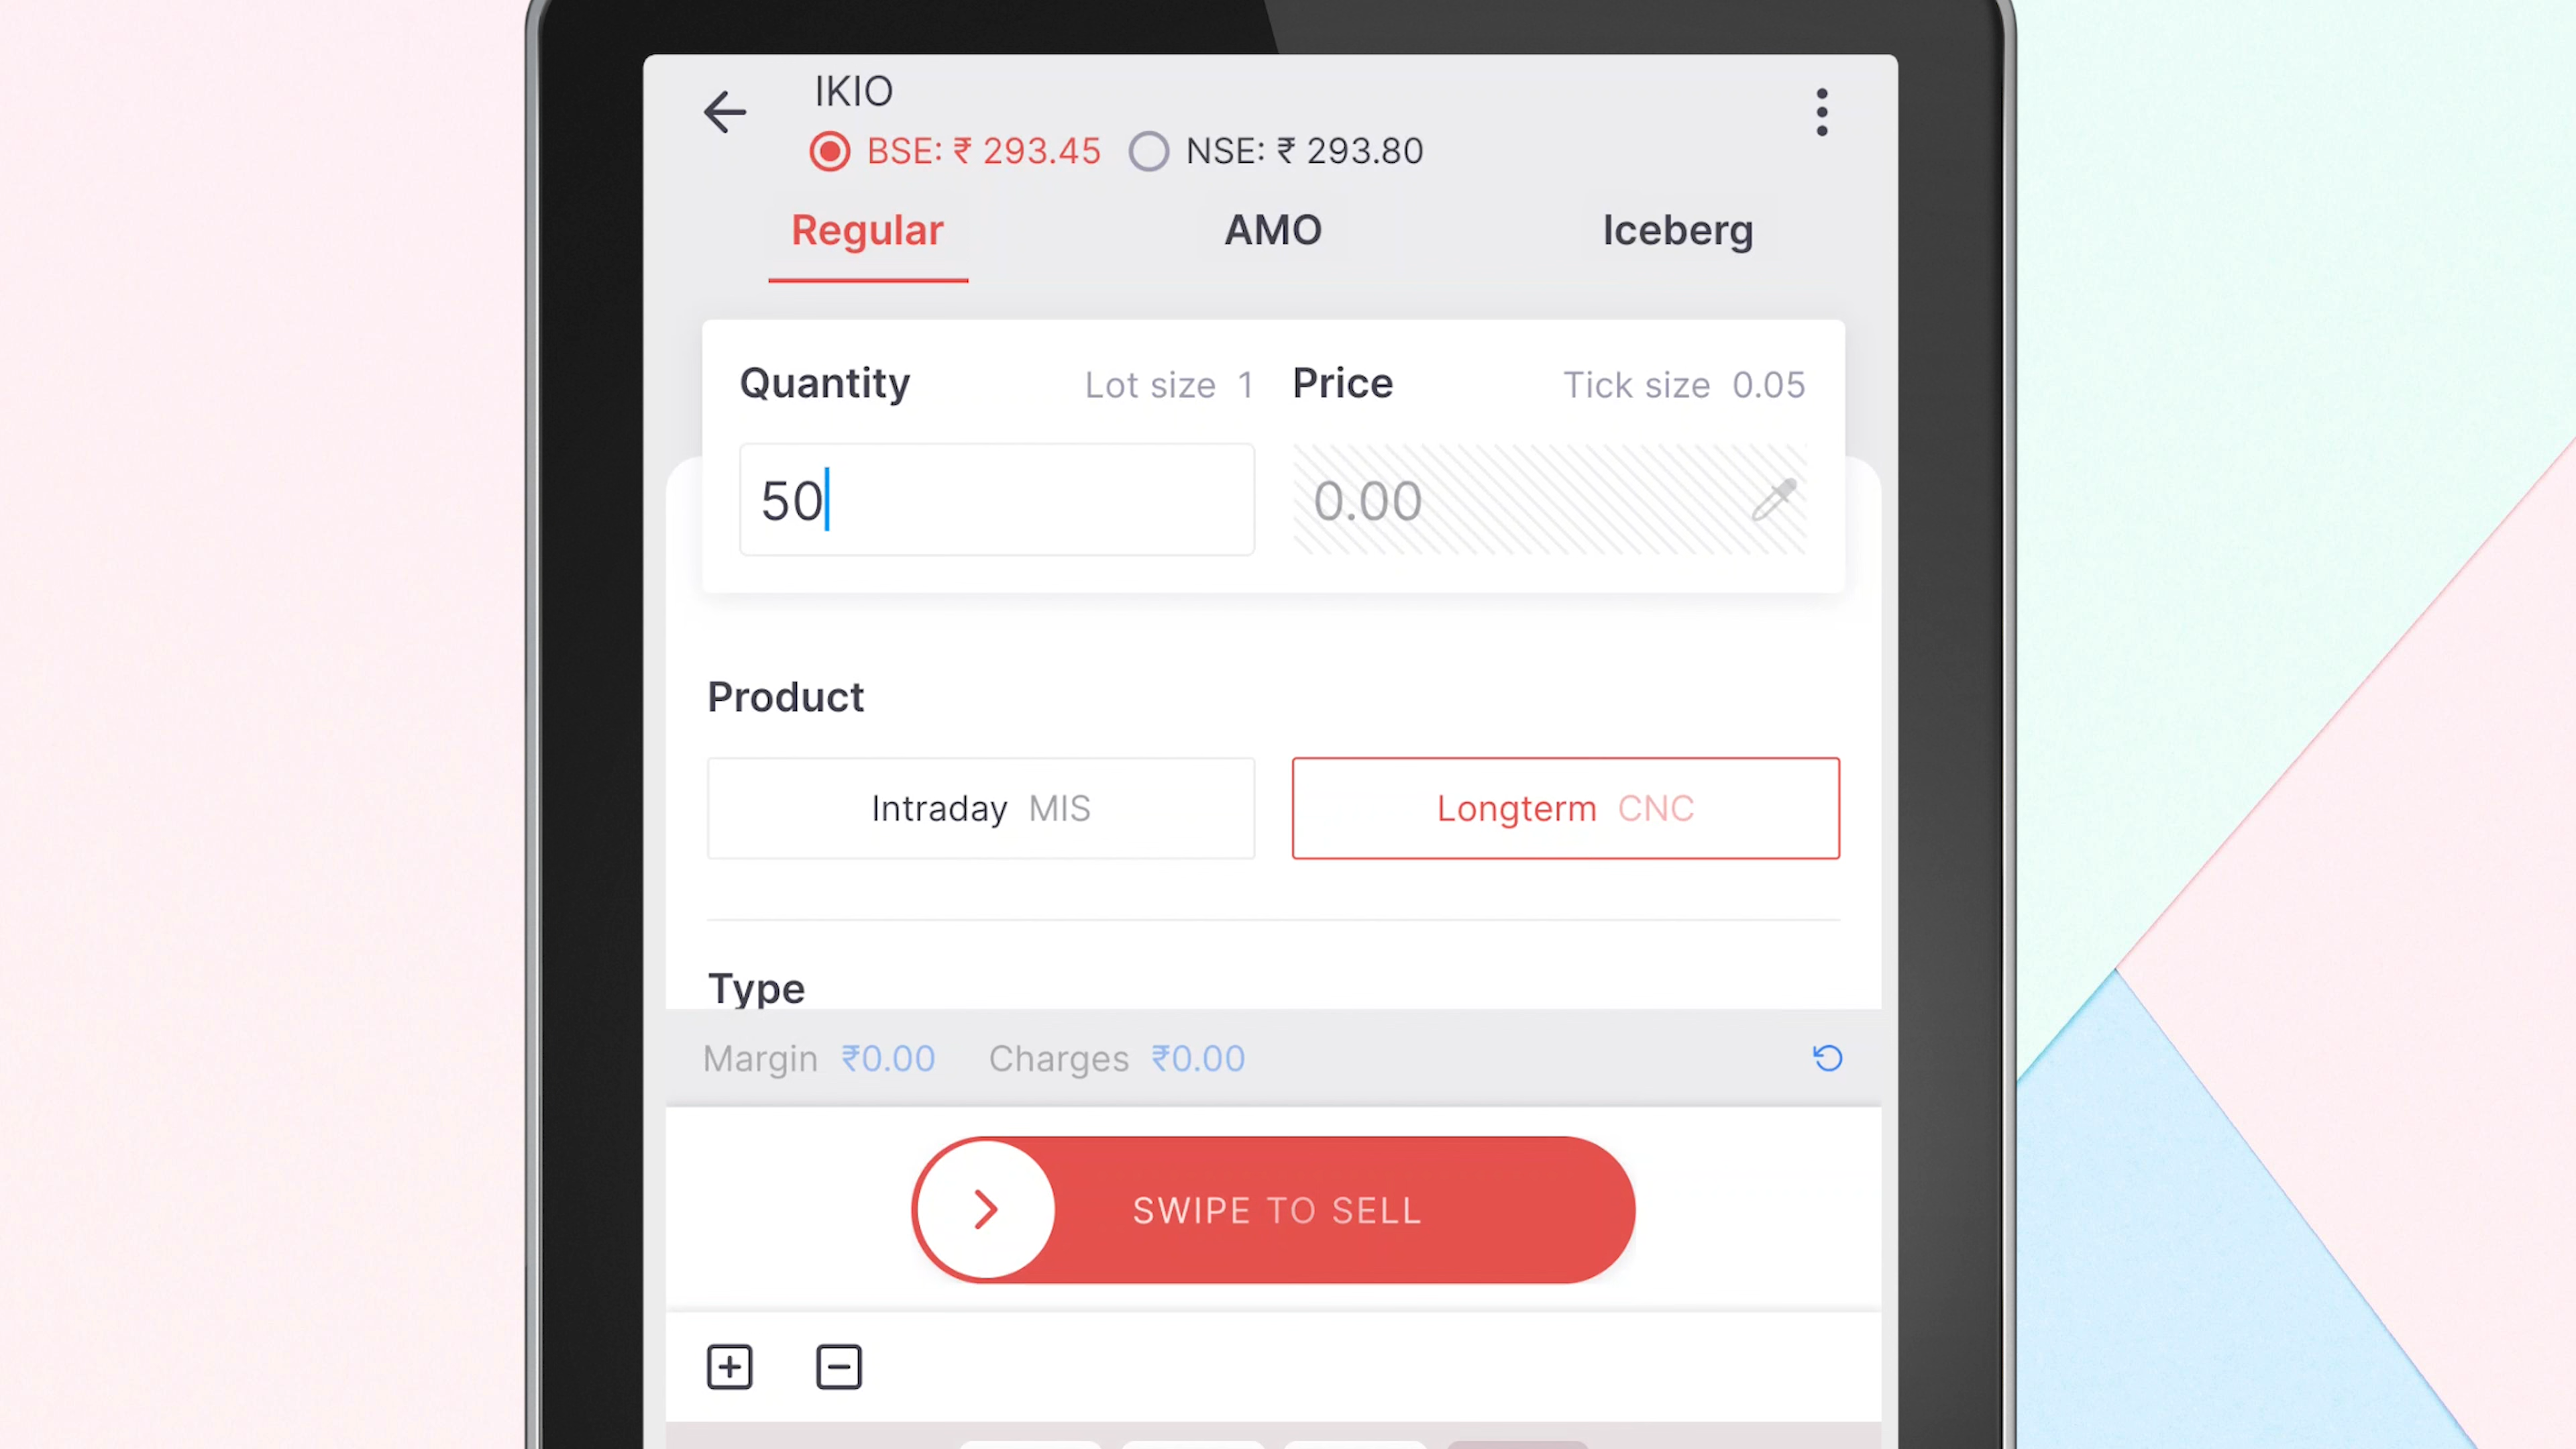 IKIO
BSE: ₹ 293.45 NSE: ₹ 293.80
Regular AMO Iceberg
Quantity Lot size 1 Price Tick size 0.05
50 0.00
Product
Intraday MIS Longterm CNC
Type
Margin ₹0.00 Charges ₹0.00
SWIPE TO SELL